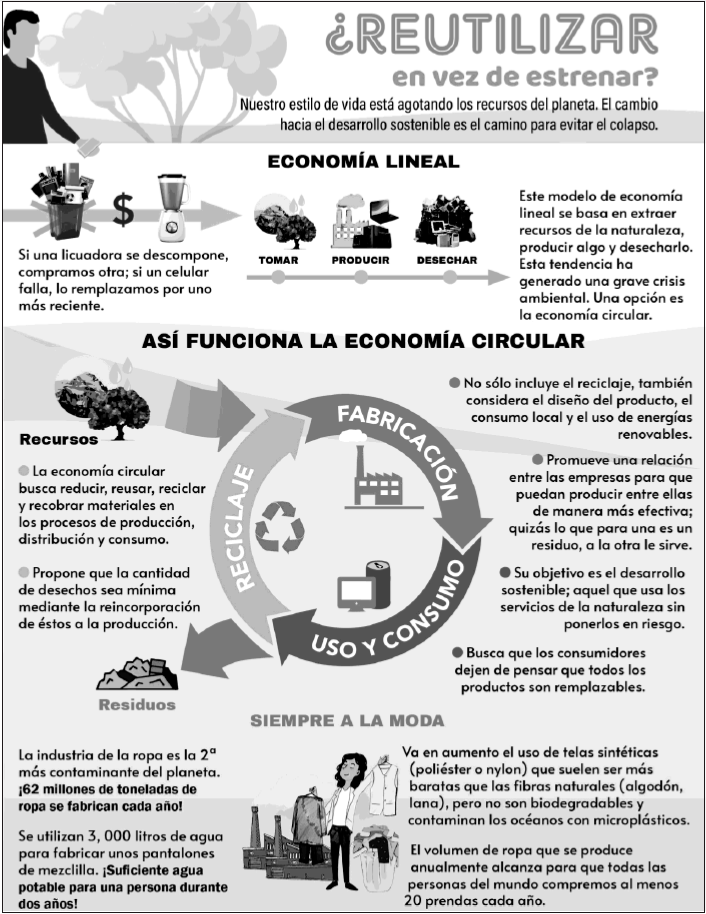 ¿REUTILIZAR
en vez de estrenar?
Nuestro estilo de vida está agotando los recursos del planeta. El cambio
hacia el desarrollo sostenible es el camino para evitar el colapso.
ECONOMÍA LINEAL
$
Si una licuadora se descompone,
compramos otra; si un celular
falla, lo remplazamos por uno
más reciente.
TOMAR PRODUCIR DESECHAR
Este modelo de economía
lineal se basa en extraer
recursos de la naturaleza,
producir algo y desecharlo.
Esta tendencia ha
generado una grave crisis
ambiental. Una opción es
la economía circular.
ASÍ FUNCIONA LA ECONOMÍA CIRCULAR
Recursos
La economía circular
busca reducir, reusar, reciclar
y recobrar materiales en
los procesos de producción,
distribución y consumo.
Propone que la cantidad
de desechos sea mínima
mediante la reincorporación
de éstos a la producción.
Residuos
FABRICACIÓN
USO Y CONSUMO
RECICLAJE
No sólo incluye el reciclaje, también
considera el diseño del producto, el
consumo local y el uso de energías
renovables.
Promueve una relación
entre las empresas para que
puedan producir entre ellas
de manera más efectiva;
quizás lo que para una es un
residuo, a la otra le sirve.
Su objetivo es el desarrollo
sostenible; aquel que usa los
servicios de la naturaleza sin
ponerlos en riesgo.
Busca que los consumidores
dejen de pensar que todos los
productos son remplazables.
SIEMPRE A LA MODA
La industria de la ropa es la 2ª
más contaminante del planeta.
¡62 millones de toneladas de
ropa se fabrican cada año!
Se utilizan 3, 000 litros de agua
para fabricar unos pantalones
de mezclilla. ¡Suficiente agua
potable para una persona durante
dos años!
Va en aumento el uso de telas sintéticas
(poliéster o nylon) que suelen ser más
baratas que las fibras naturales (algodón,
lana), pero no son biodegradables y
contaminan los océanos con microplásticos.
El volumen de ropa que se produce
anualmente alcanza para que todas las
personas del mundo compremos al menos
20 prendas cada año.